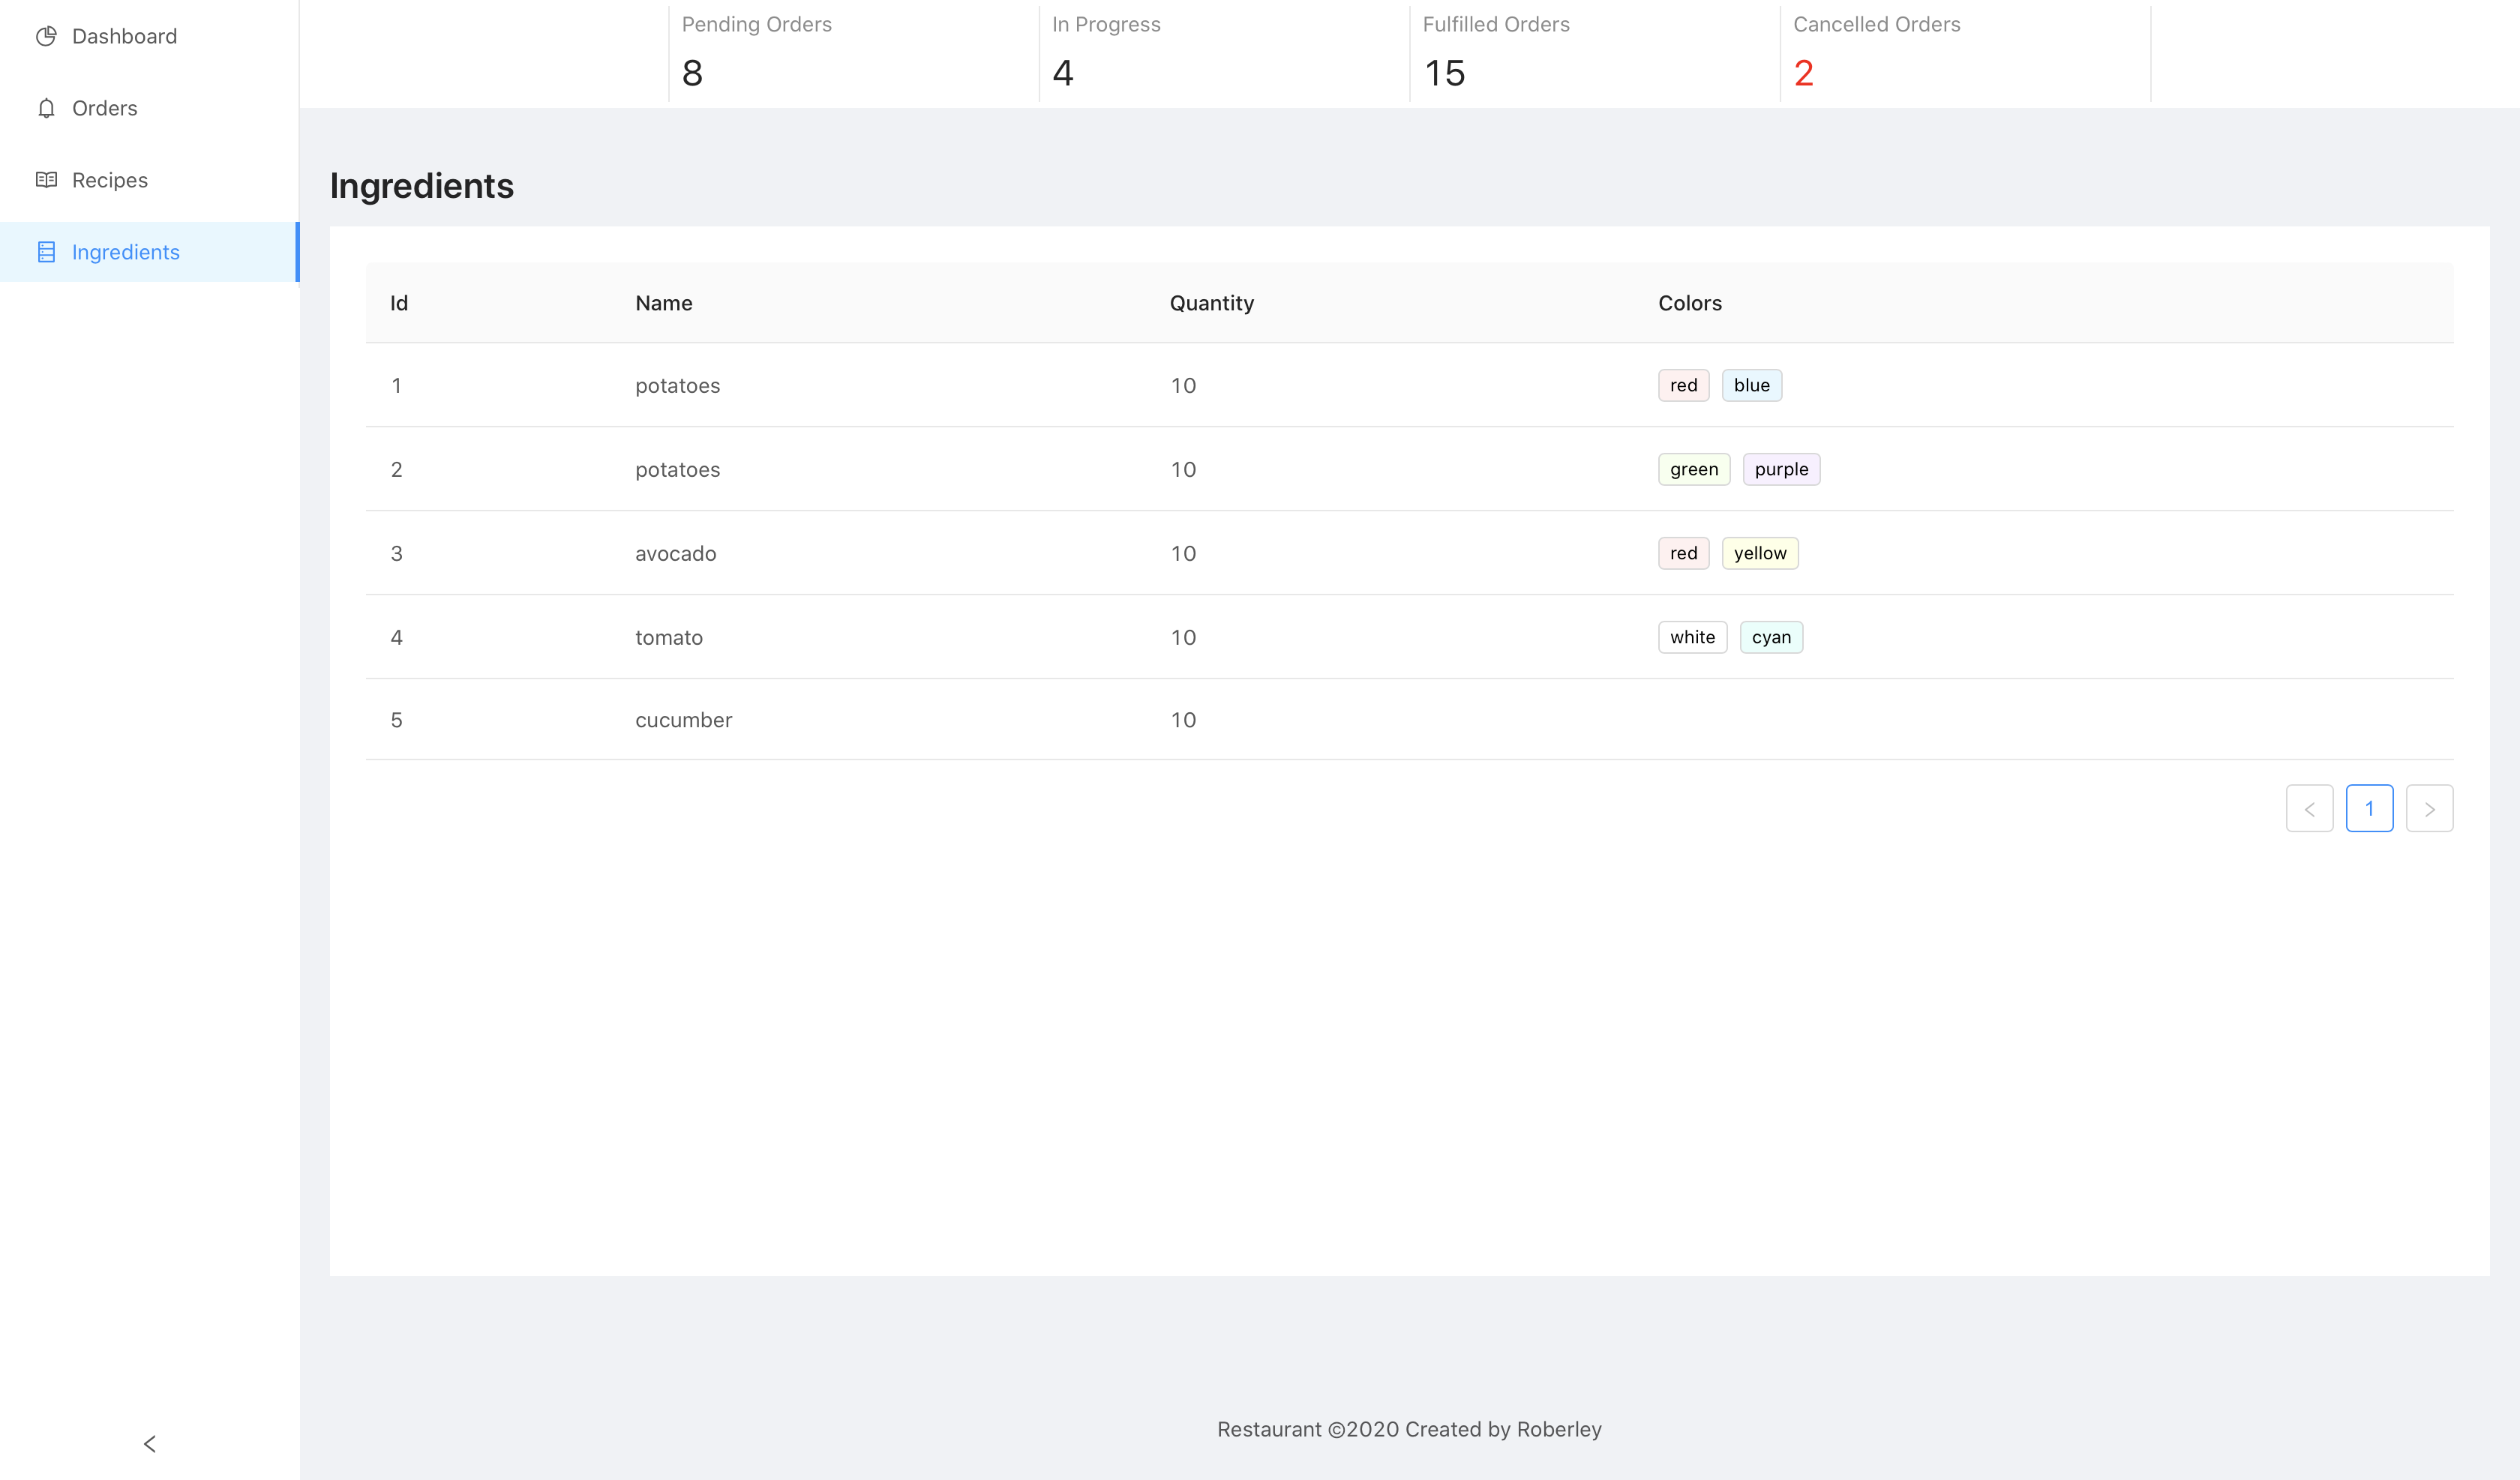 Dashboard
Orders
Recipes
Ingredients
Pending Orders
8
In Progress
4
Fulfilled Orders
15
Cancelled Orders
2
Ingredients
Id Name Quantity Colors
1 potatoes 10 red blue
2 potatoes 10 green purple
3 avocado 10 red yellow
4 tomato 10 white cyan
5 cucumber 10
1
Restaurant ©2020 Created by Roberley